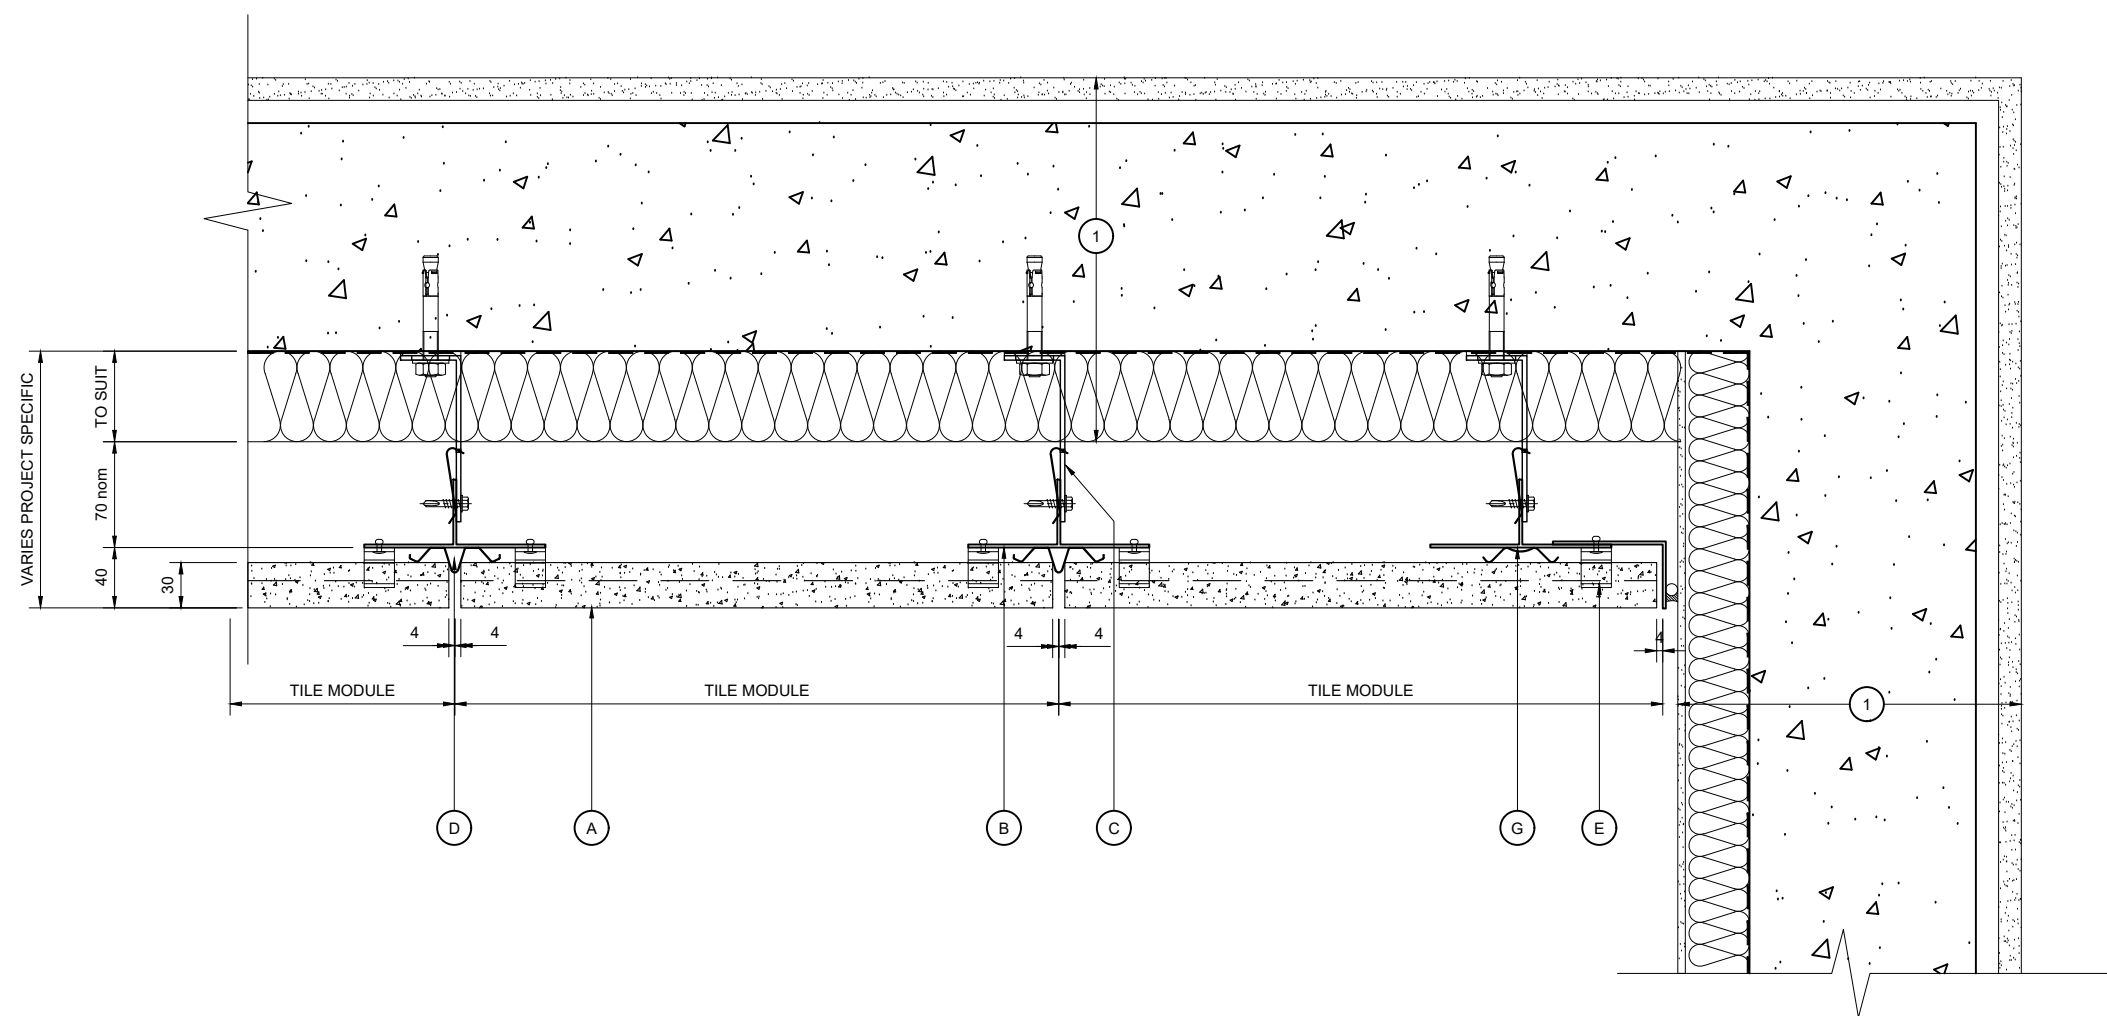 1
VARIES PROJECT SPECIFIC
TO SUIT
70 nom
40
30
4 4
4 4
4
TILE MODULE
TILE MODULE
TILE MODULE
1
D
A
B
C
G
E